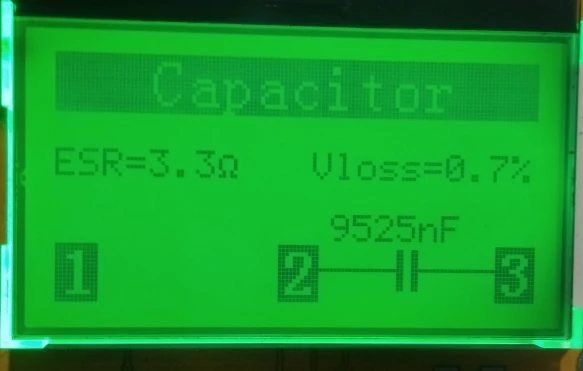 Capacitor
ESR=3.3Ω Vloss=0.7%
9525nF
1 2 3